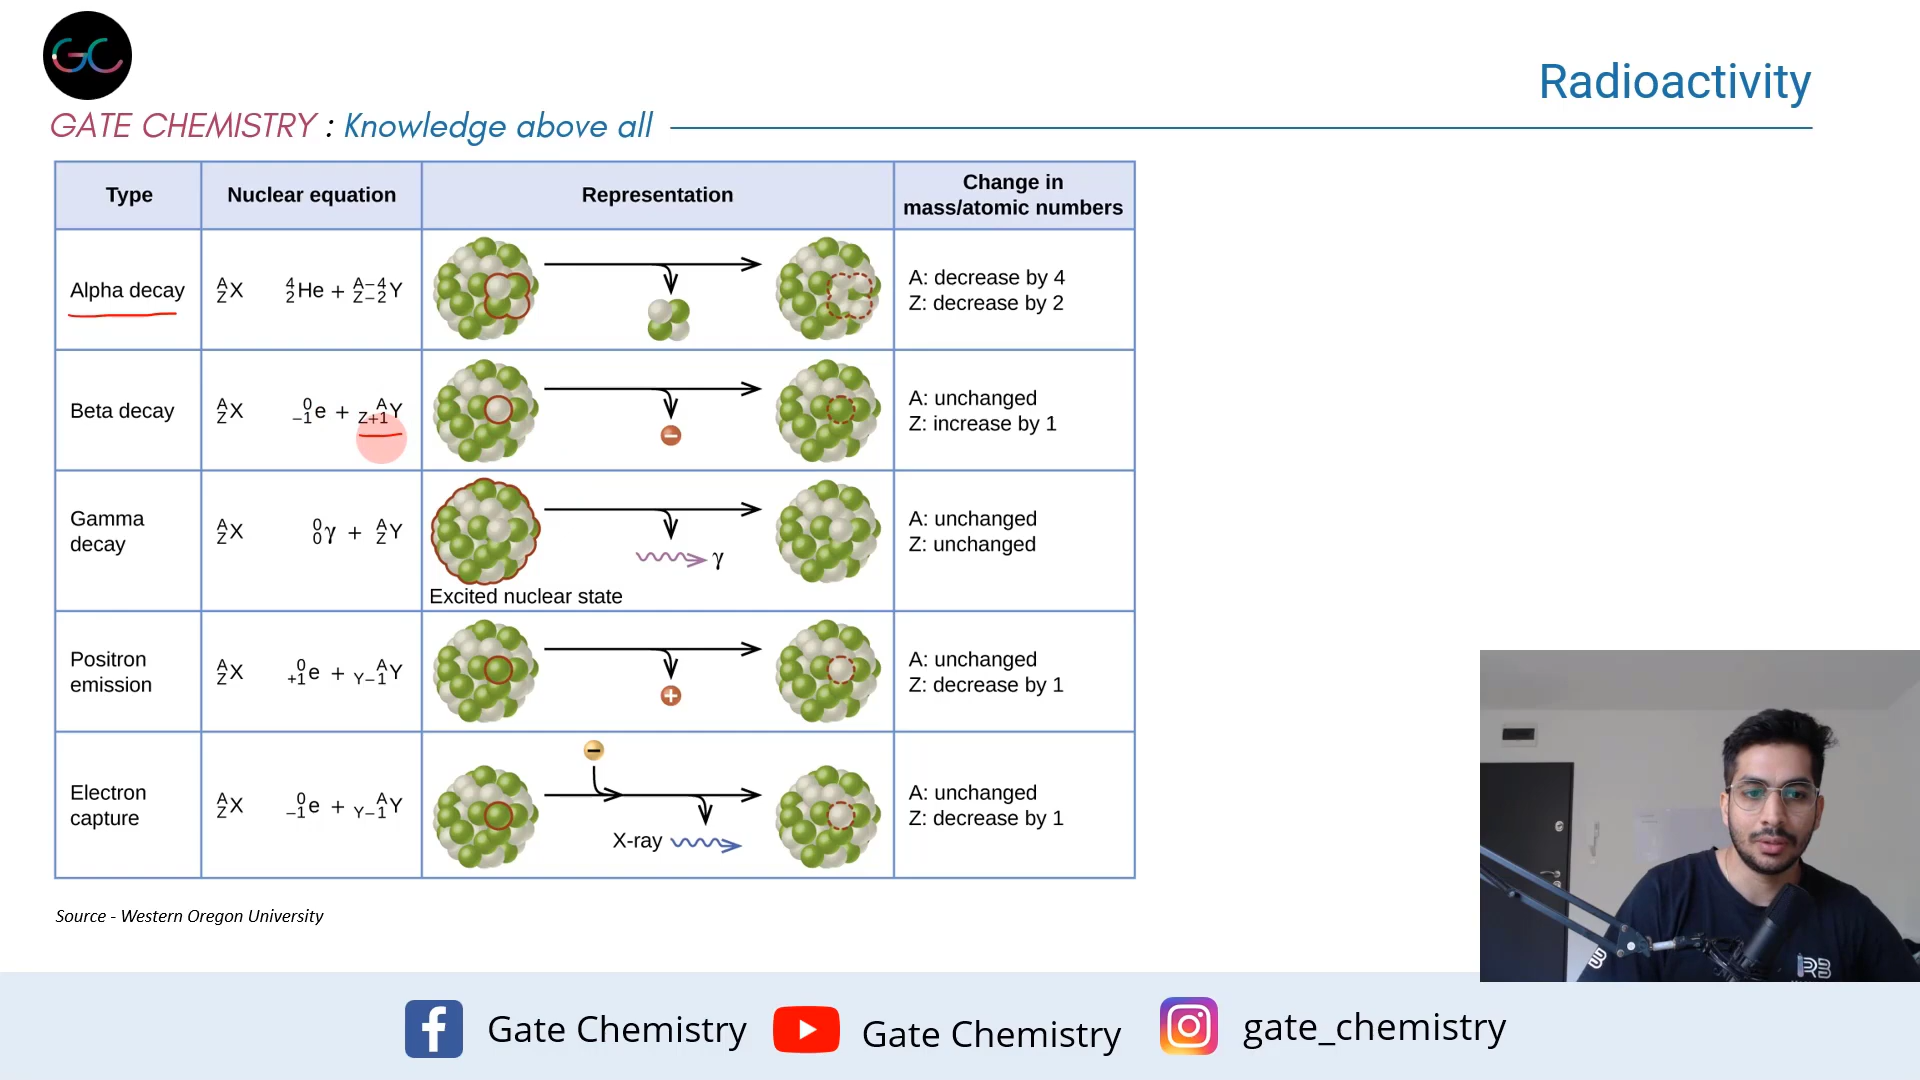 GC
Radioactivity
GATE CHEMISTRY : Knowledge above all
Type Nuclear equation Representation Change in
mass/atomic numbers
Alpha decay A Z X 4 2 He + A−4 Z−2 Y A: decrease by 4
Z: decrease by 2
Beta decay A Z X 0 −1 e + A Z+1 Y − A: unchanged
Z: increase by 1
Gamma
decay A Z X 0 0 γ + A Z Y γ A: unchanged
Z: unchanged
Excited nuclear state
Positron
emission A Z X 0 +1 e + A Y−1 Y + A: unchanged
Z: decrease by 1
Electron
capture A Z X 0 −1 e + A Y−1 Y − A: unchanged
Z: decrease by 1
X-ray
Source - Western Oregon University
Gate Chemistry
Gate Chemistry
gate_chemistry